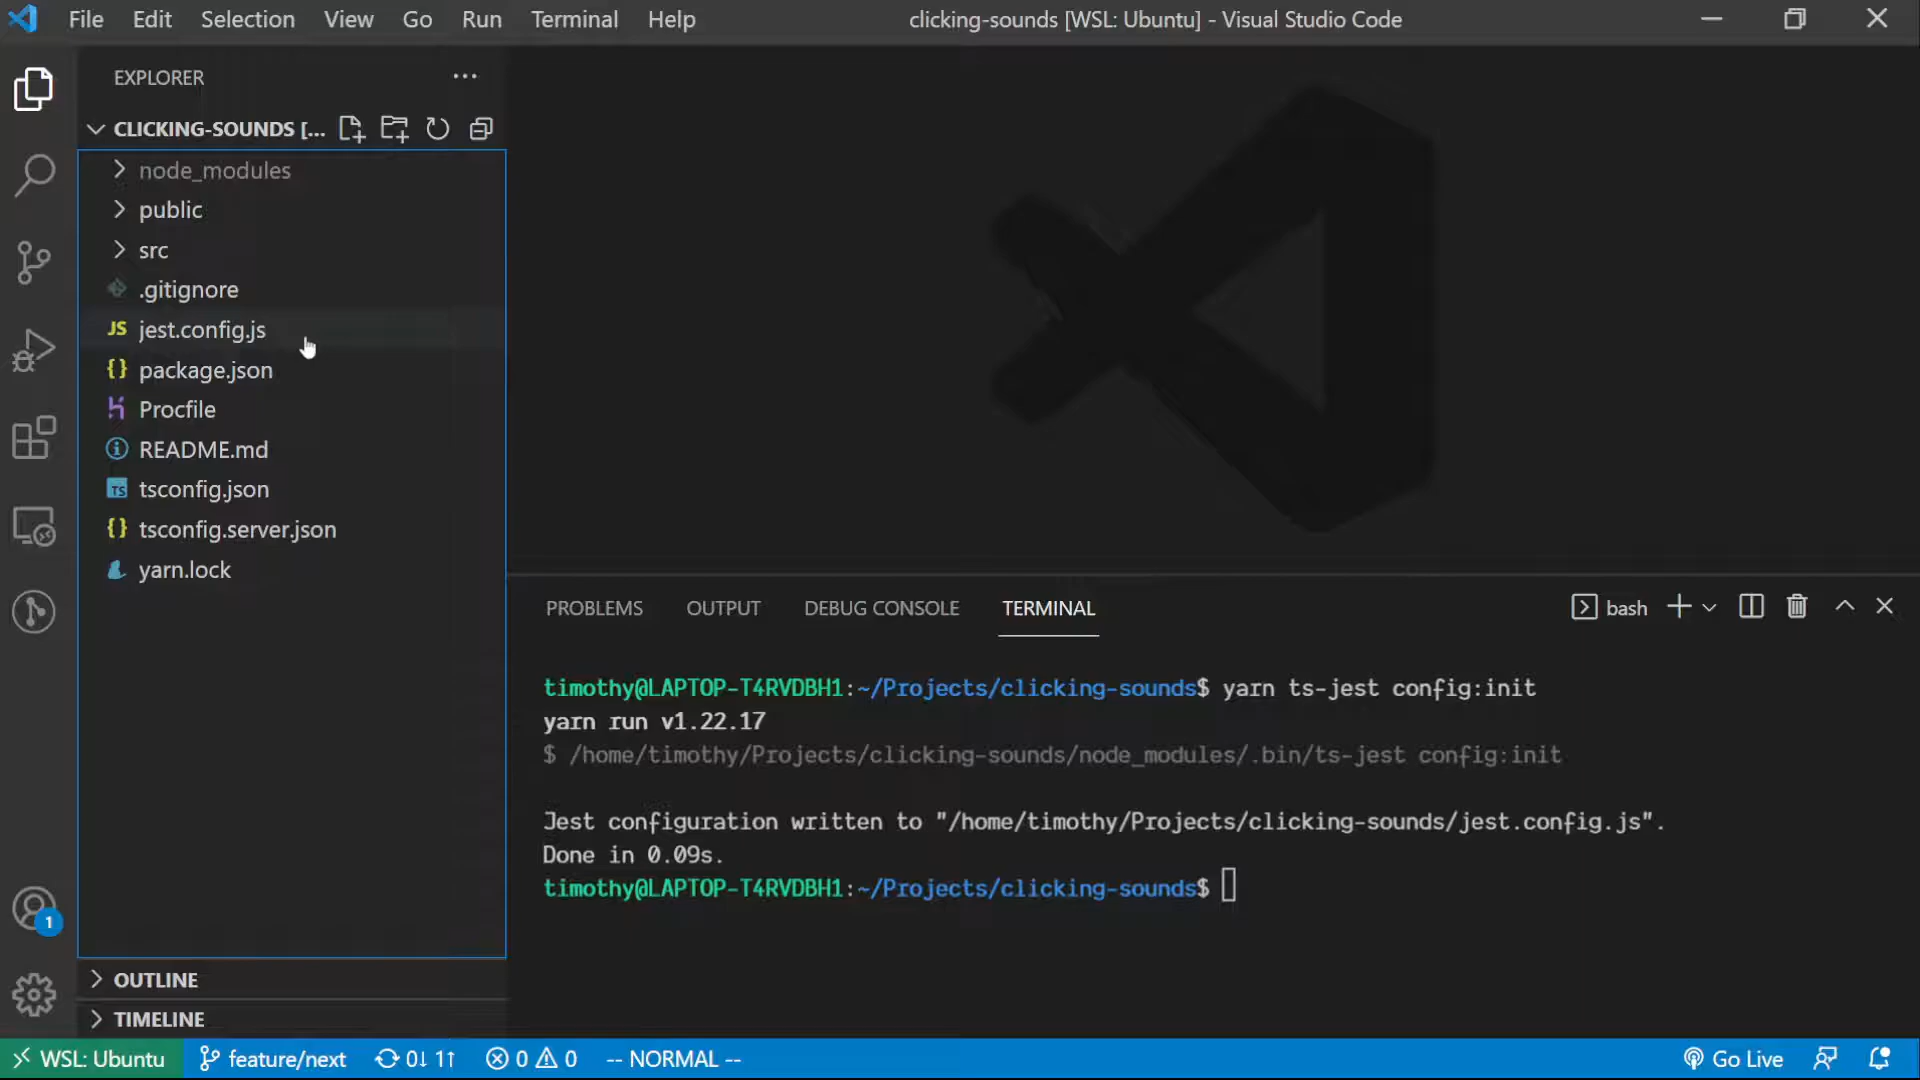 File Edit Selection View Go Run Terminal Help clicking-sounds [WSL: Ubuntu] - Visual Studio Code
EXPLORER
CLICKING-SOUNDS [...
node_modules
public
src
.gitignore
JS jest.config.js
{} package.json
Procfile
README.md
TS tsconfig.json
{} tsconfig.server.json
yarn.lock
OUTLINE
TIMELINE
PROBLEMS OUTPUT DEBUG CONSOLE TERMINAL bash
timothy@LAPTOP-T4RVDBH1:~/Projects/clicking-sounds$ yarn ts-jest config:init
yarn run v1.22.17
$ /home/timothy/Projects/clicking-sounds/node_modules/.bin/ts-jest config:init
Jest configuration written to "/home/timothy/Projects/clicking-sounds/jest.config.js".
Done in 0.09s.
timothy@LAPTOP-T4RVDBH1:~/Projects/clicking-sounds$
1
WSL: Ubuntu feature/next 0↓ 1↑ 0 0 -- NORMAL -- Go Live